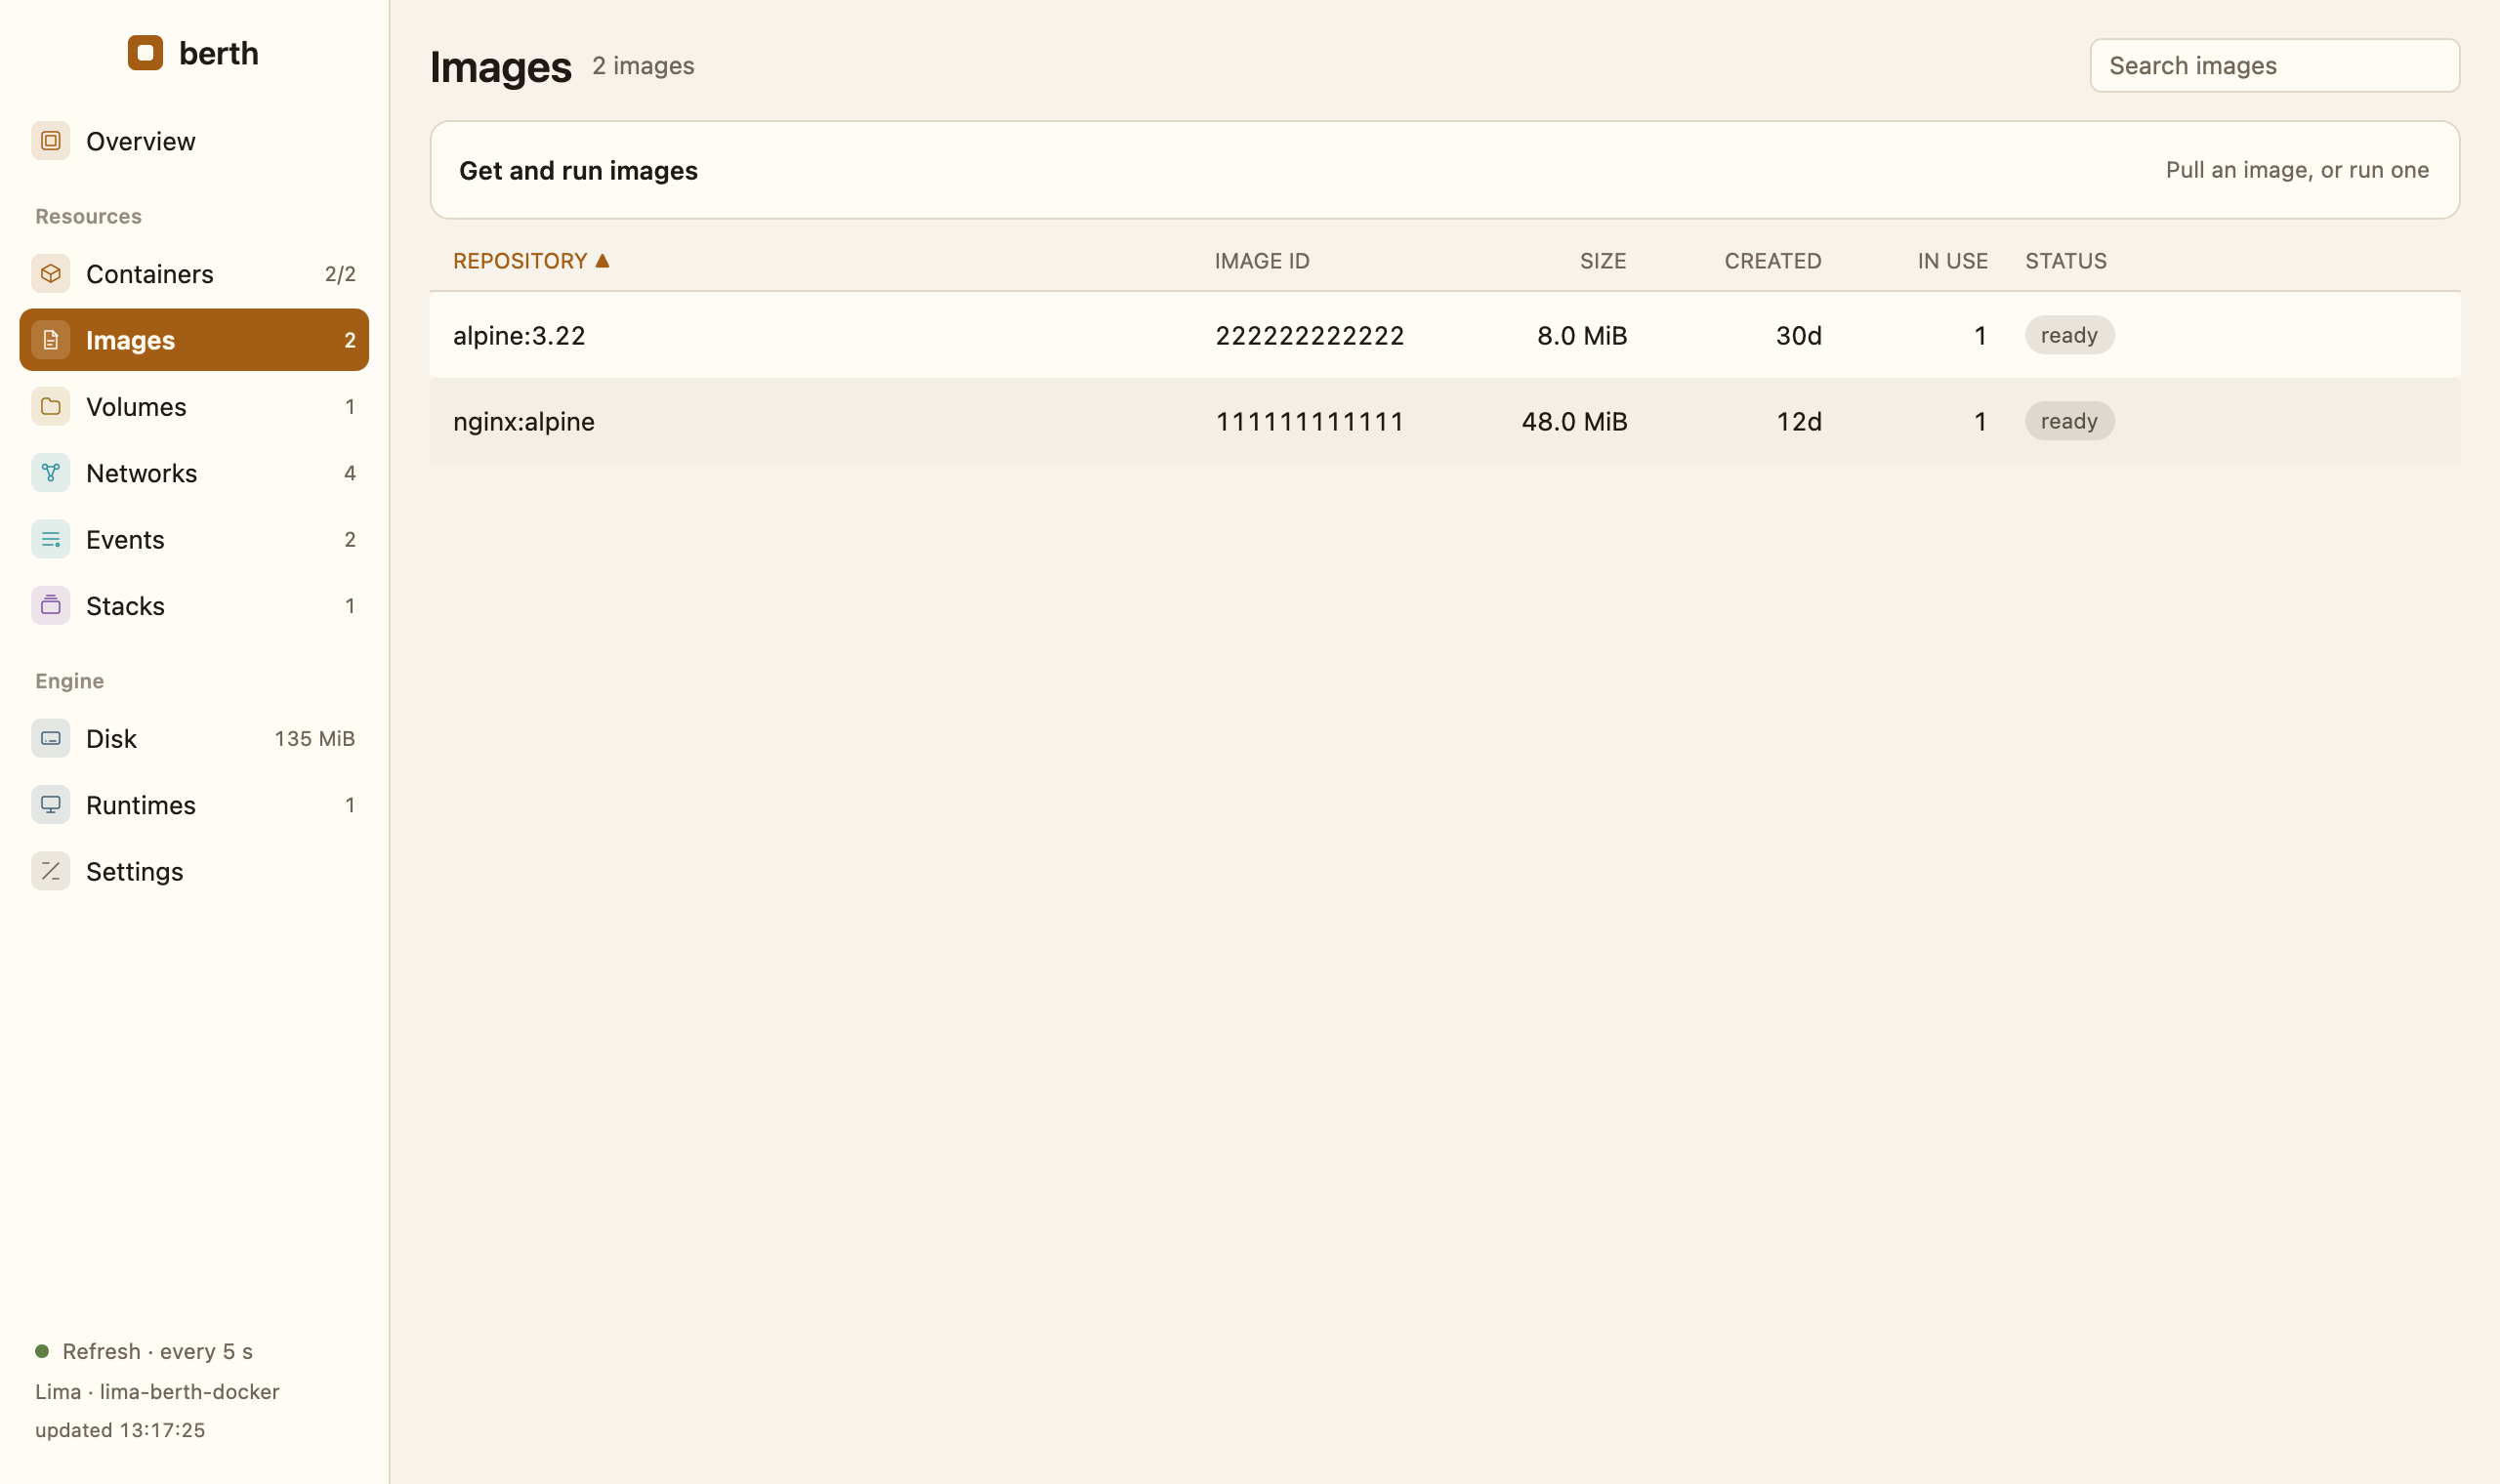 berth
Overview
Resources
Containers 2/2
Images 2
Volumes 1
Networks 4
Events 2
Stacks 1
Engine
Disk 135 MiB
Runtimes 1
Settings
Refresh · every 5 s
Lima · lima-berth-docker
updated 13:17:25
Images 2 images
Search images
Get and run images Pull an image, or run one
REPOSITORY ▲ IMAGE ID SIZE CREATED IN USE STATUS
alpine:3.22 222222222222 8.0 MiB 30d 1 ready
nginx:alpine 111111111111 48.0 MiB 12d 1 ready